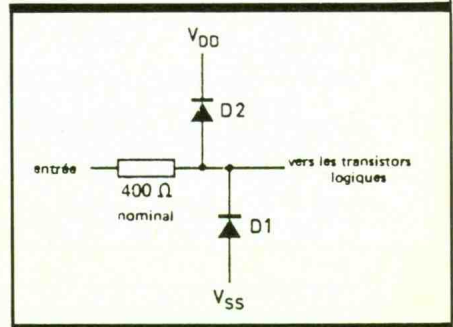 VDD
D2
entrée
vers les transistors
logiques
400 Ω
nominal
D1
VSS